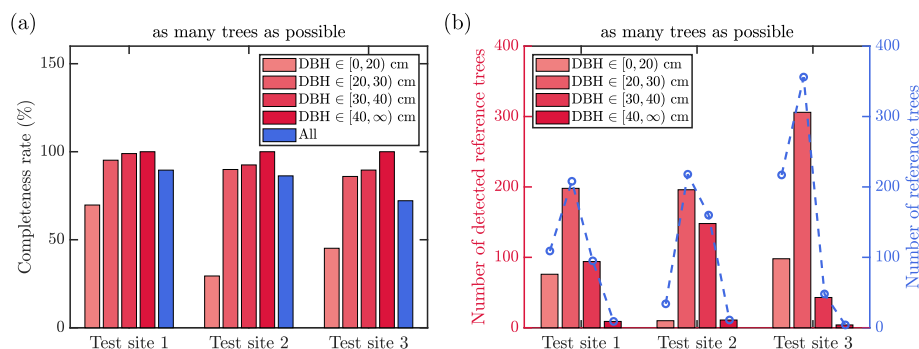 (a)
as many trees as possible
Completeness rate (%)
150
100
50
0
DBH ∈ [0, 20) cm
DBH ∈ [20, 30) cm
DBH ∈ [30, 40) cm
DBH ∈ [40, ∞) cm
All
Test site 1
Test site 2
Test site 3
(b)
as many trees as possible
Number of detected reference trees
400
300
200
100
0
DBH ∈ [0, 20) cm
DBH ∈ [20, 30) cm
DBH ∈ [30, 40) cm
DBH ∈ [40, ∞) cm
400
300
200
100
0
Number of reference trees
Test site 1
Test site 2
Test site 3